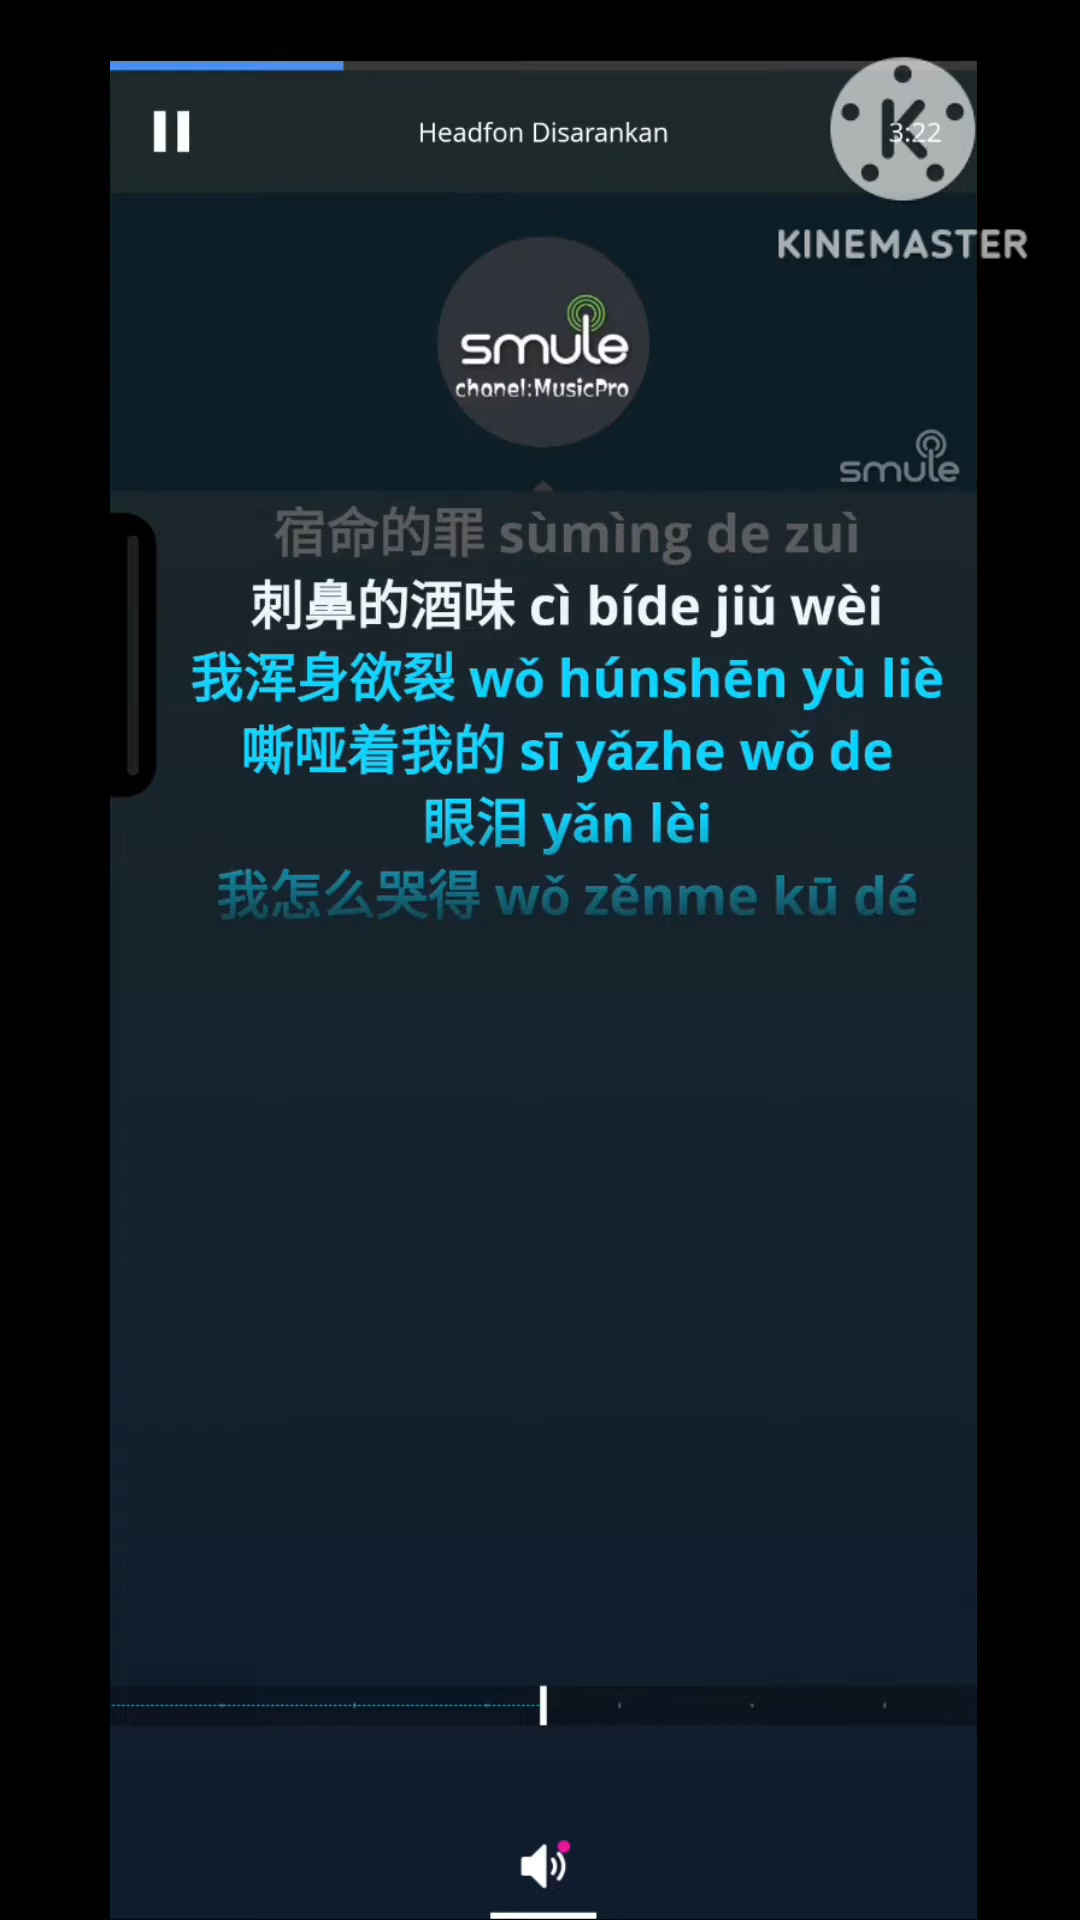 Headfon Disarankan
3:22
KINEMASTER
smule
chanel:MusicPro
smule
宿命的罪 sùmìng de zuì
刺鼻的酒味 cì bíde jiǔ wèi
我浑身欲裂 wǒ húnshēn yù liè
嘶哑着我的 sī yǎzhe wǒ de
眼泪 yǎn lèi
我怎么哭得 wǒ zěnme kū dé